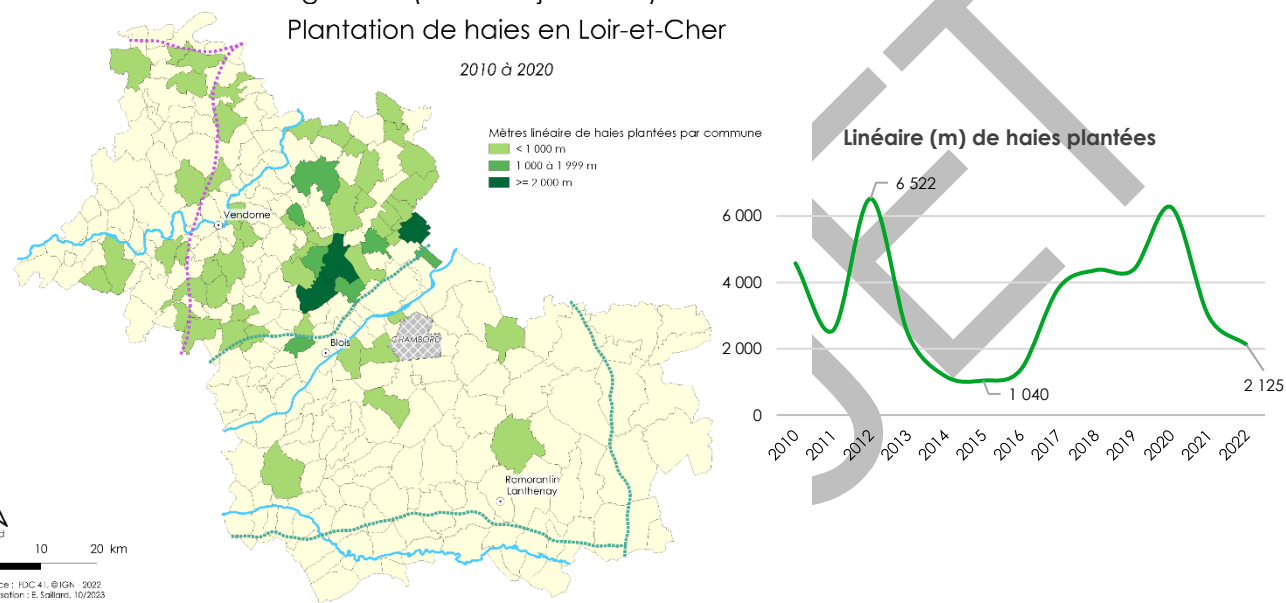 Plantation de haies en Loir-et-Cher
2010 à 2020
Mètres linéaire de haies plantées par commune
< 1 000 m
1 000 à 1 999 m
>= 2 000 m
Vendome
Blois
CHAMBORD
Romorantin
Lanthenay
10 20 km
FDC 41, @IGN - 2022
E. Saillard, 10/2023
Linéaire (m) de haies plantées
6 522
6 000
4 000
2 000
1 040
2 125
0
2010 2011 2012 2013 2014 2015 2016 2017 2018 2019 2020 2021 2022